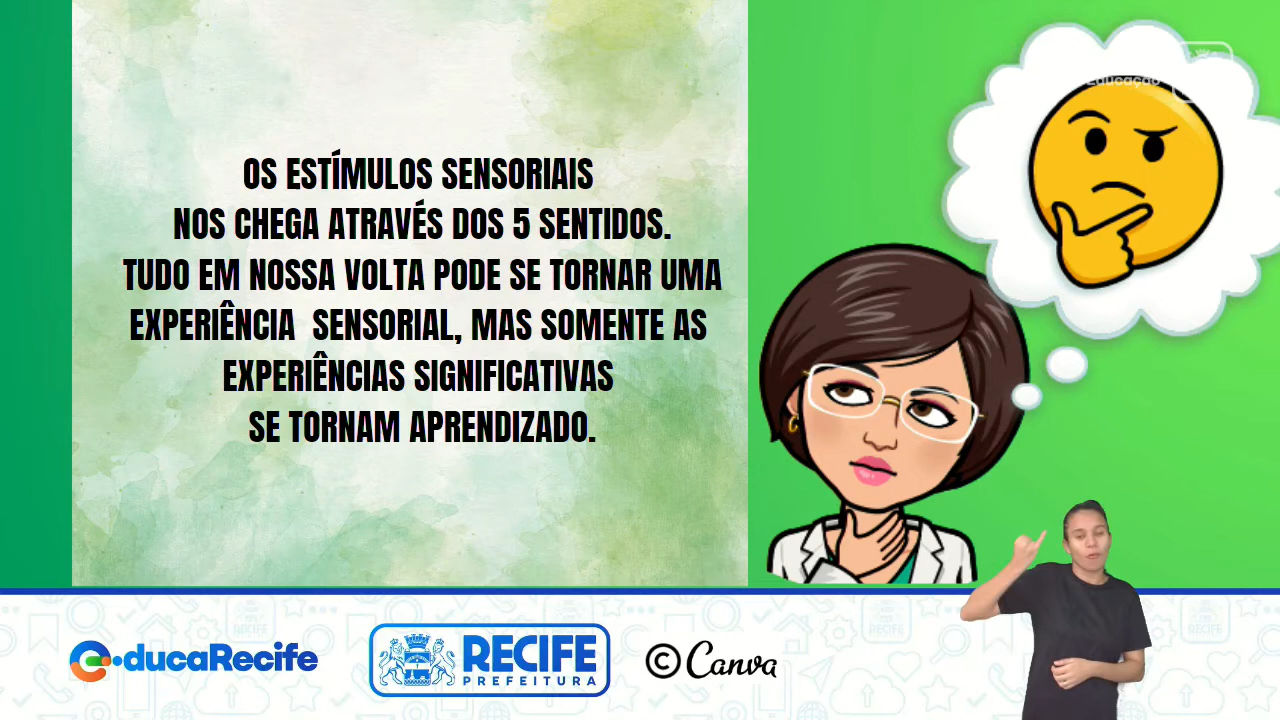 OS ESTÍMULOS SENSORIAIS
NOS CHEGA ATRAVÉS DOS 5 SENTIDOS.
TUDO EM NOSSA VOLTA PODE SE TORNAR UMA
EXPERIÊNCIA  SENSORIAL, MAS SOMENTE AS
EXPERIÊNCIAS SIGNIFICATIVAS
SE TORNAM APRENDIZADO.
Educação
EducaRecife
RECIFE
PREFEITURA
© Canva